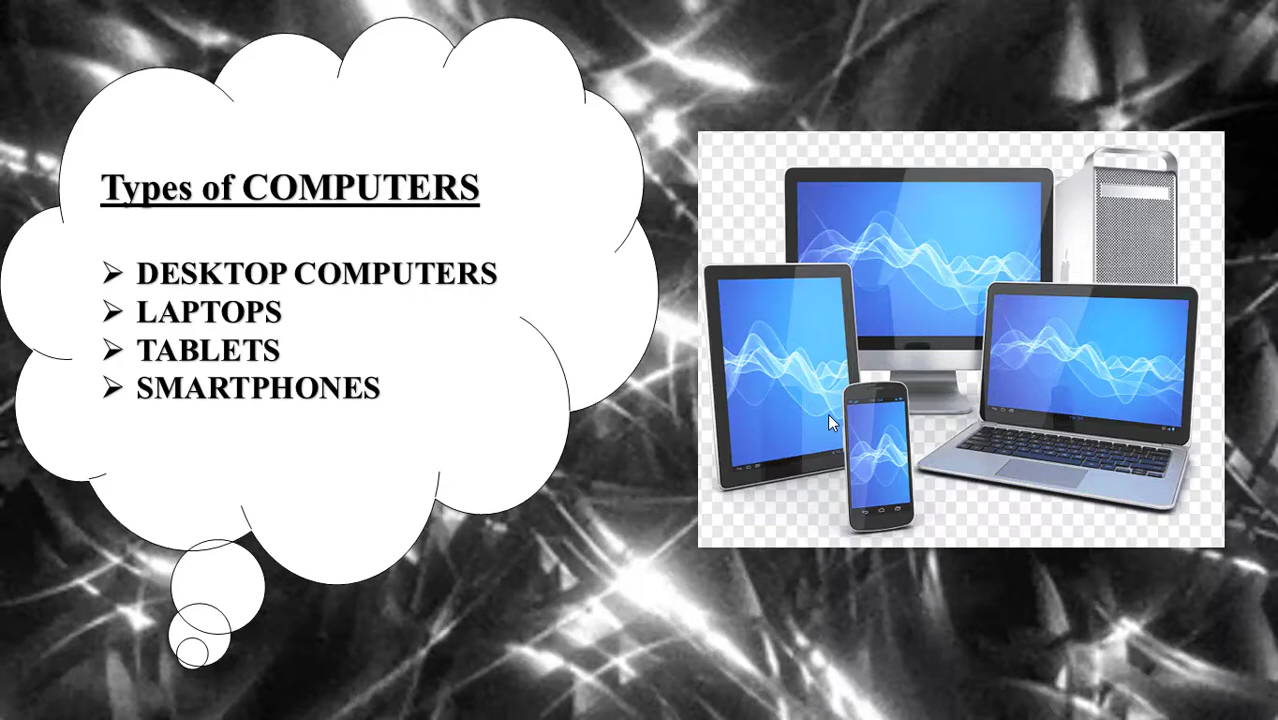 Types of COMPUTERS
➢ DESKTOP COMPUTERS
➢ LAPTOPS
➢ TABLETS
➢ SMARTPHONES